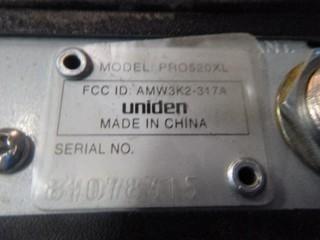 MODEL: PRO520XL
FCC ID: AMW3K2-317A
uniden
MADE IN CHINA
SERIAL NO.